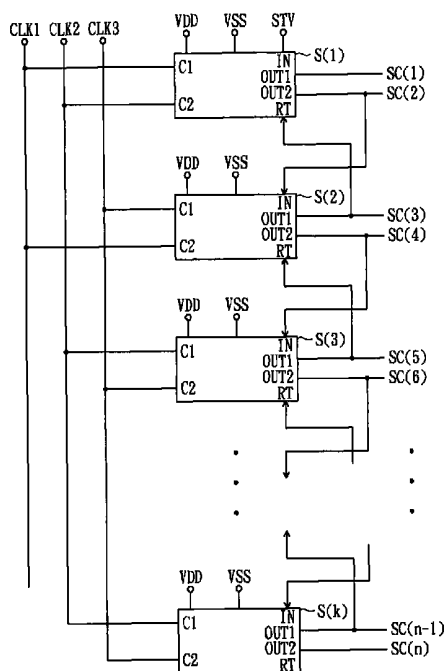 CLK1 CLK2 CLK3 VDD VSS STV
S(1)
IN
C1 OUT1 SC(1)
OUT2 SC(2)
C2 RT
VDD VSS
S(2)
IN
C1 OUT1 SC(3)
OUT2 SC(4)
C2 RT
VDD VSS
S(3)
IN
C1 OUT1 SC(5)
OUT2 SC(6)
C2 RT
VDD VSS
S(k)
IN
C1 OUT1 SC(n-1)
OUT2 SC(n)
C2 RT